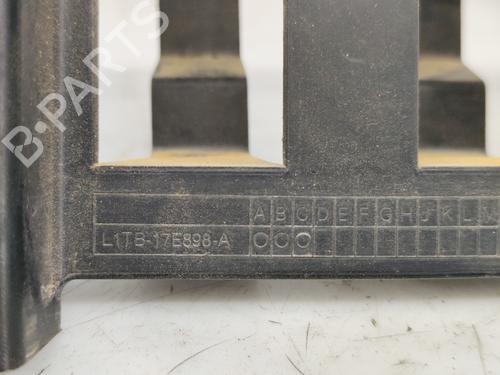 B-PARTS
A B C D E F G H J K L M
L1TB-17E898-A